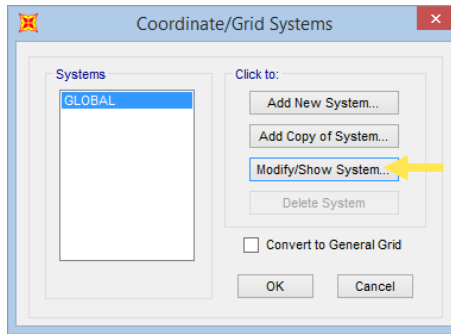 Coordinate/Grid Systems
Systems
GLOBAL
Click to:
Add New System...
Add Copy of System...
Modify/Show System...
Delete System
Convert to General Grid
OK
Cancel